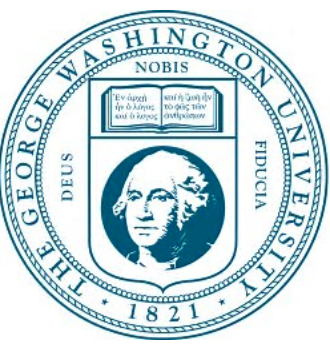 THE GEORGE WASHINGTON UNIVERSITY
NOBIS
Ἐν ἀρχῇ
ἦν ὁ λόγος
καὶ ὁ λόγος
καὶ ἡ ζωὴ ἦν
τὸ φῶς τῶν
ἀνθρώπων
DEUS
FIDUCIA
· 1821 ·